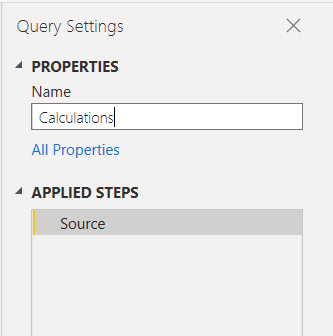 Query Settings
PROPERTIES
Name
Calculations
All Properties
APPLIED STEPS
Source